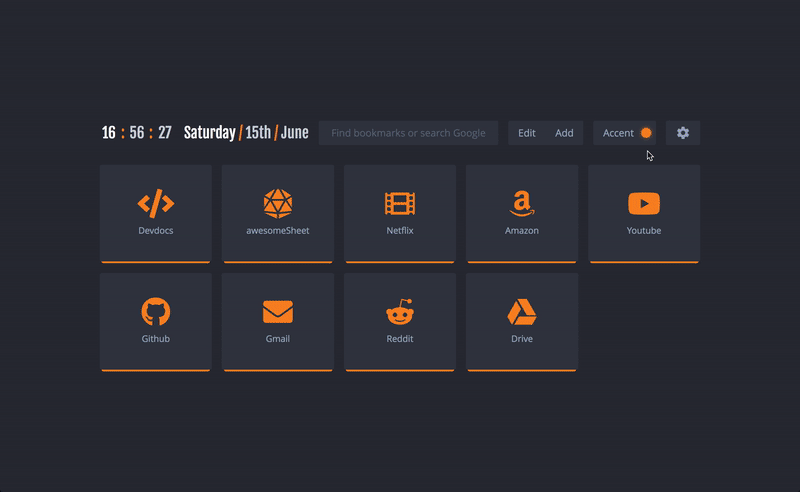 16 : 56 : 27 Saturday / 15th / June Find bookmarks or search Google Edit Add Accent
Devdocs awesomeSheet Netflix Amazon Youtube
Github Gmail Reddit Drive